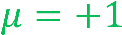 μ = +1